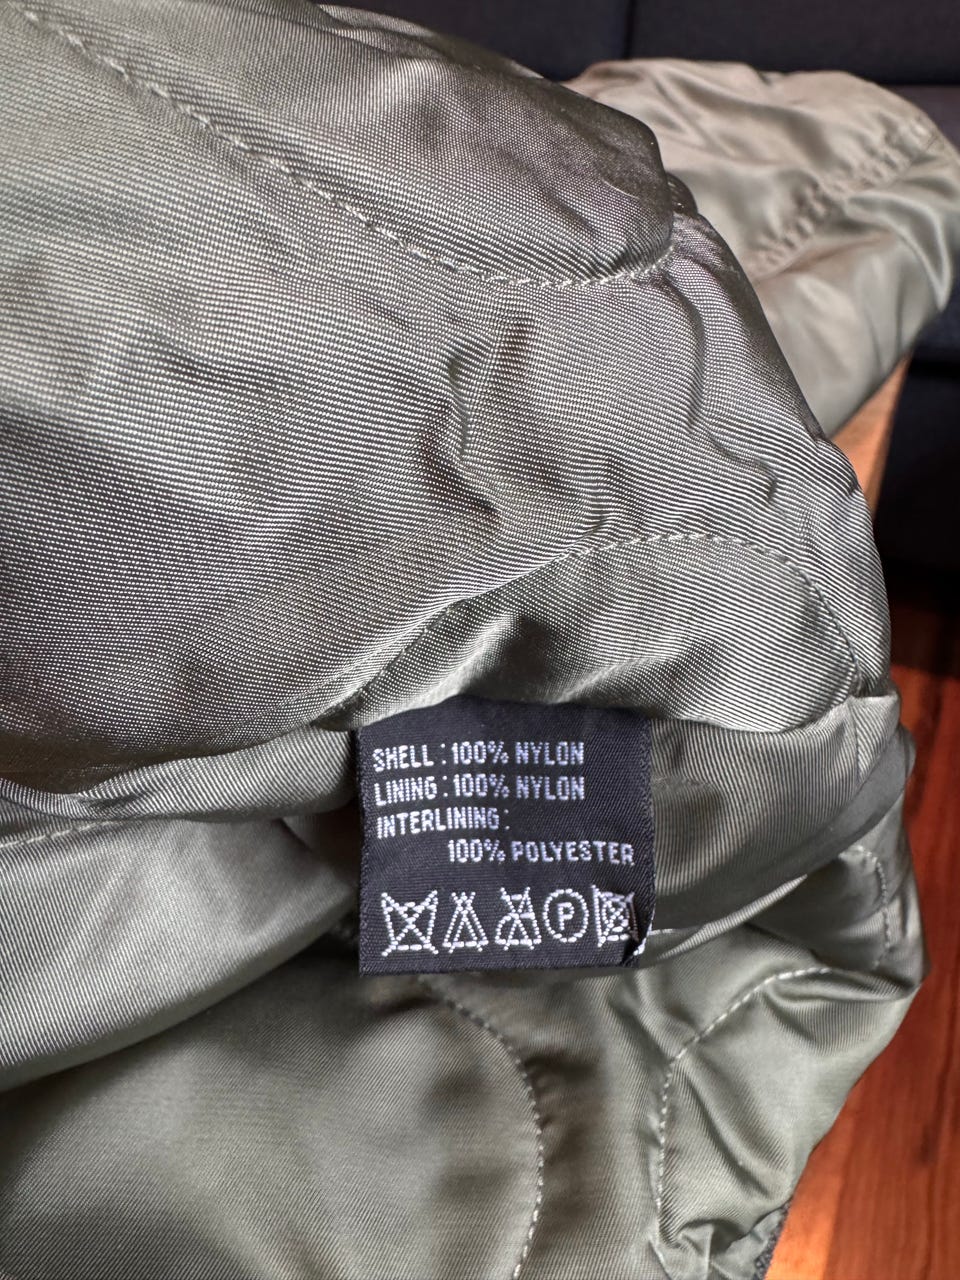 SHELL : 100% NYLON
LINING : 100% NYLON
INTERLINING :
100% POLYESTER
P